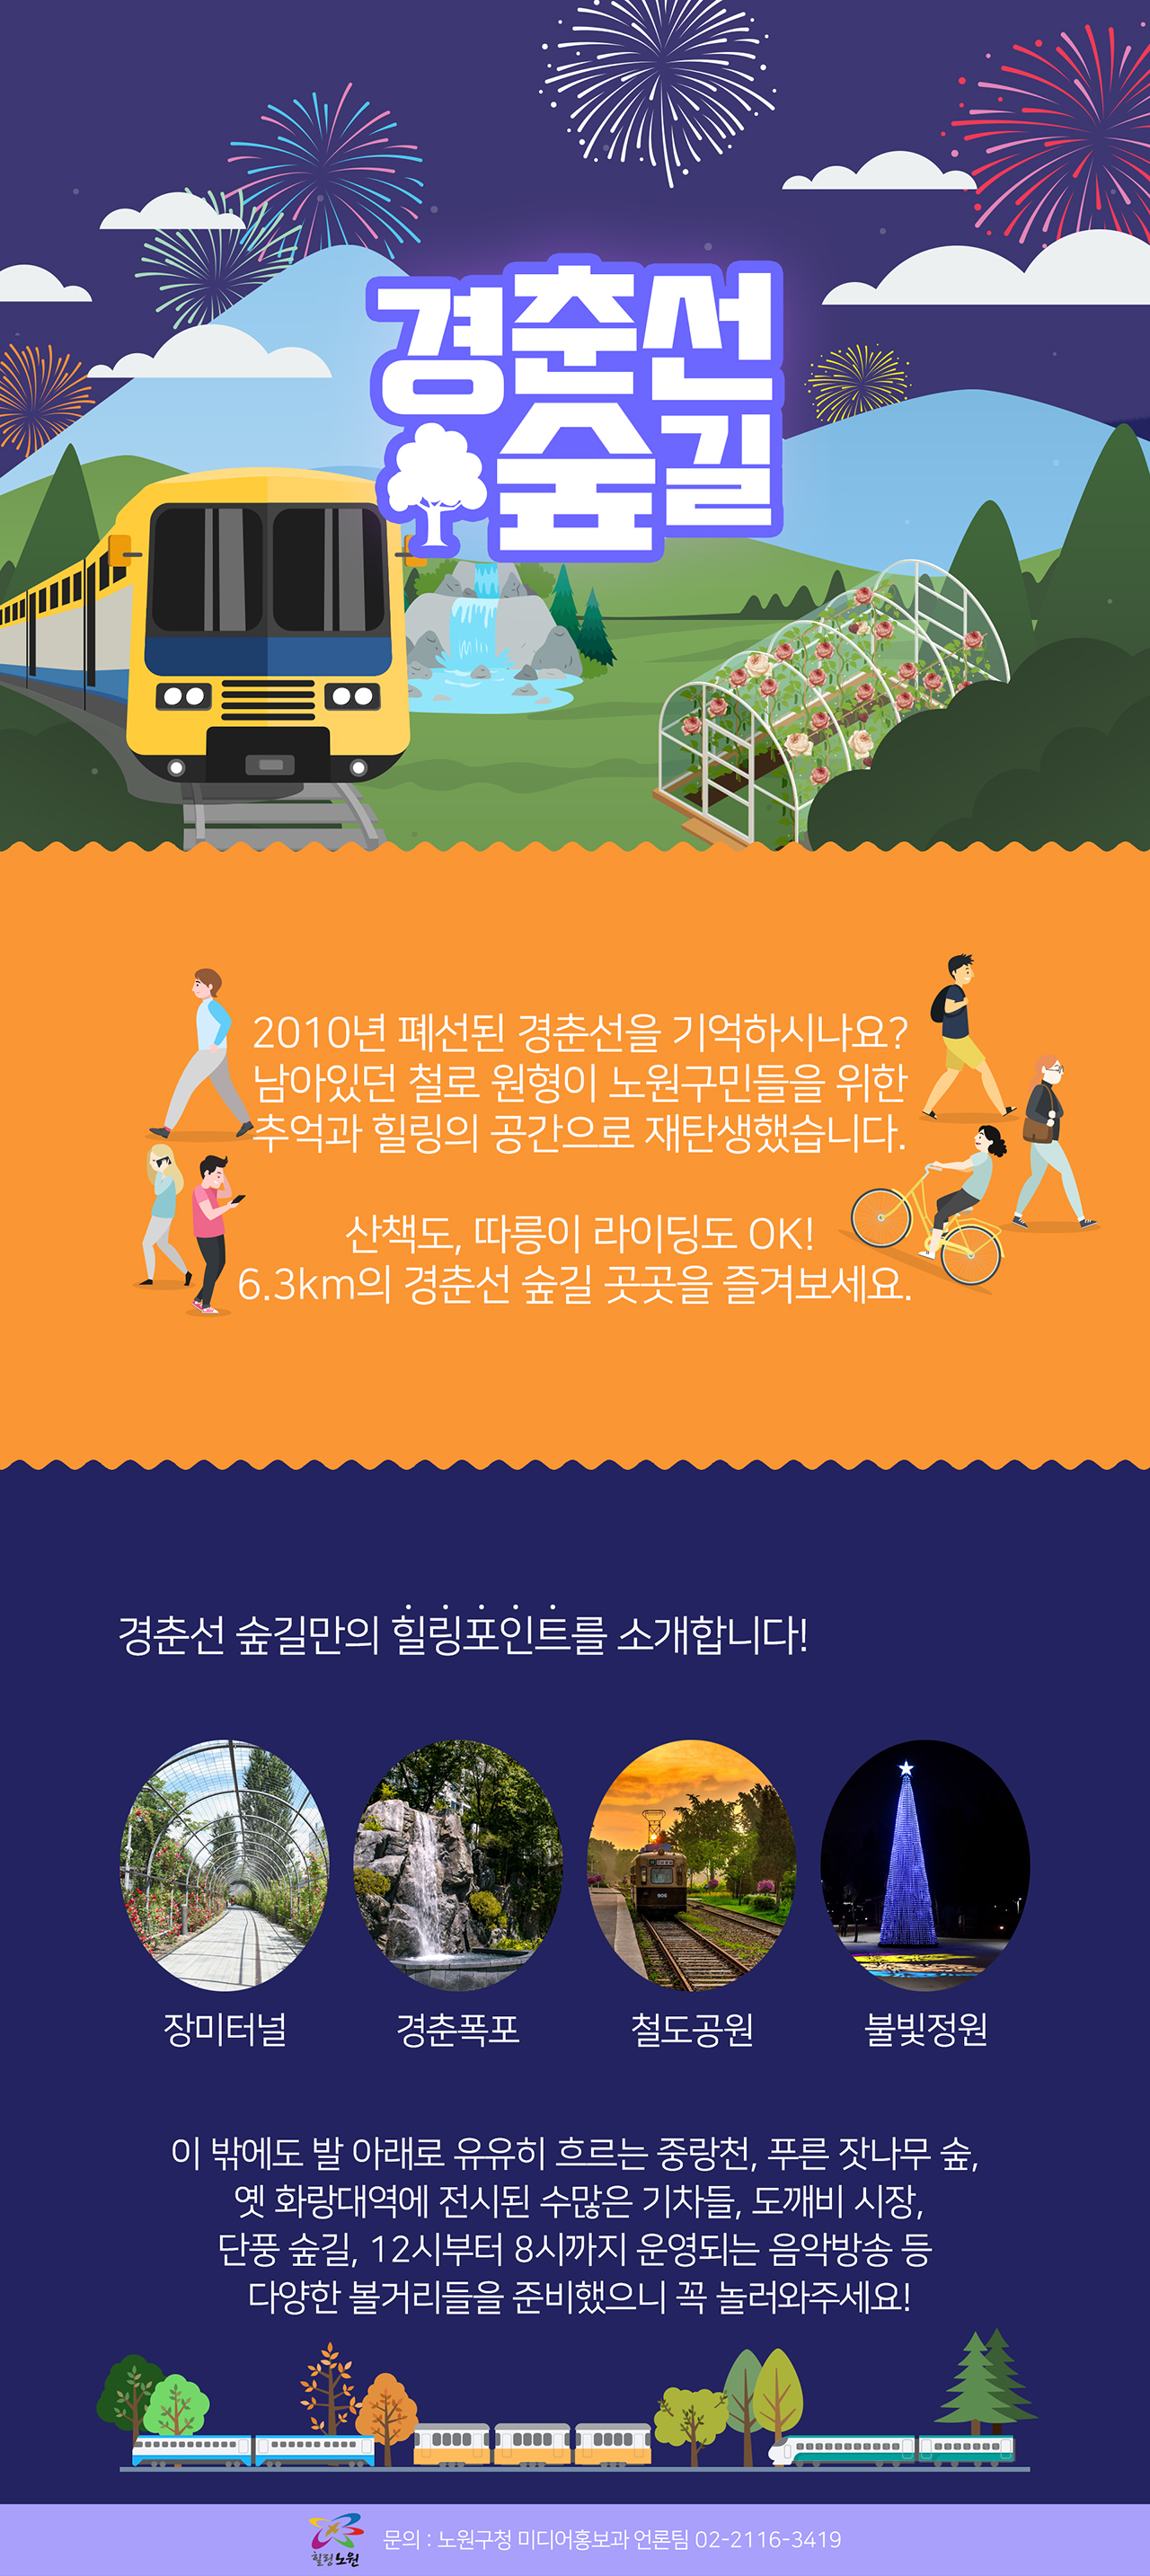 경춘선
숲길
2010년 폐선된 경춘선을 기억하시나요?
남아있던 철로 원형이 노원구민들을 위한
추억과 힐링의 공간으로 재탄생했습니다.
산책도, 따릉이 라이딩도 OK!
6.3km의 경춘선 숲길 곳곳을 즐겨보세요.
경춘선 숲길만의 힐링포인트를 소개합니다!
906
장미터널
경춘폭포
철도공원
불빛정원
이 밖에도 발 아래로 유유히 흐르는 중랑천, 푸른 잣나무 숲,
옛 화랑대역에 전시된 수많은 기차들, 도깨비 시장,
단풍 숲길, 12시부터 8시까지 운영되는 음악방송 등
다양한 볼거리들을 준비했으니 꼭 놀러와주세요!
힐링 노원
문의 : 노원구청 미디어홍보과 언론팀 02-2116-3419